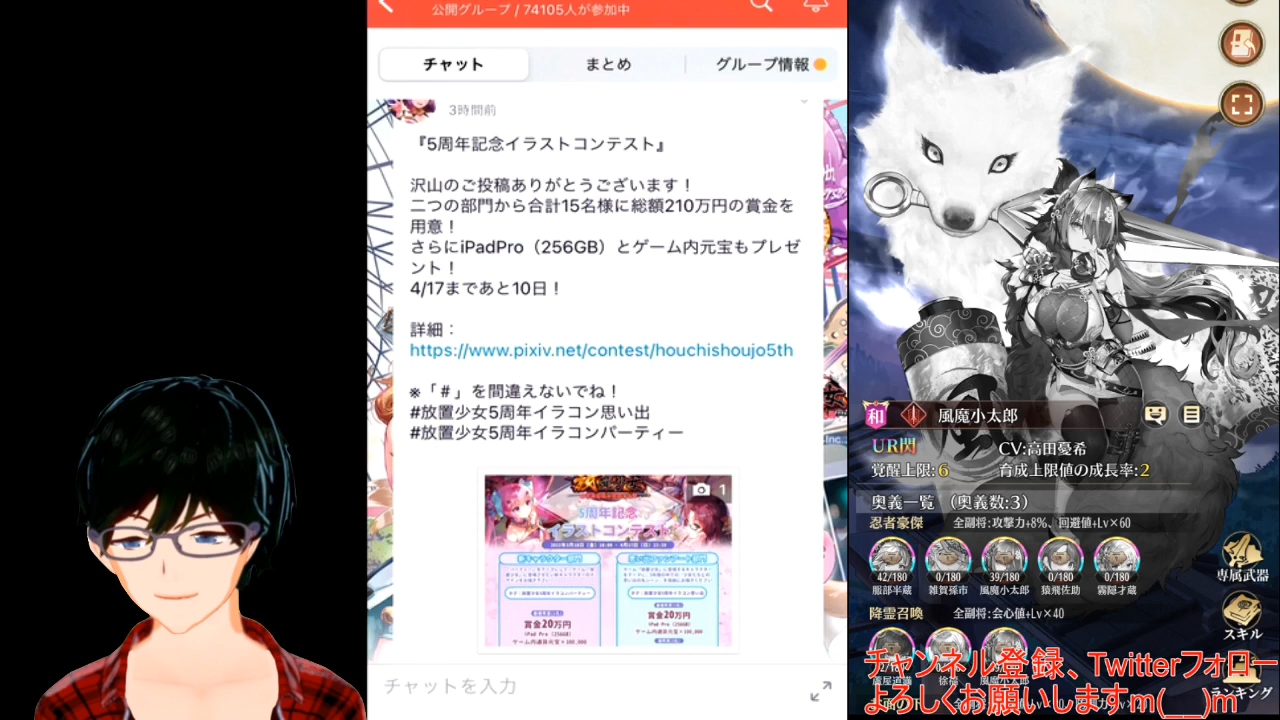 公開グループ / 74105人が参加中
チャット
まとめ
グループ情報
3時間前
『5周年記念イラストコンテスト』
沢山のご投稿ありがとうございます！
二つの部門から合計15名様に総額210万円の賞金を
用意！
さらにiPadPro（256GB）とゲーム内元宝もプレゼ
ント！
4/17まであと10日！
詳細：
https://www.pixiv.net/contest/houchishoujo5th
※「＃」を間違えないでね！
#放置少女5周年イラコン思い出
#放置少女5周年イラコンパーティー
1
5周年記念
イラストコンテスト
賞金20万円
iPad Pro (256GB)
賞金20万円
iPad Pro (256GB)
チャットを入力
和
風魔小太郎
UR閃
CV:高田憂希
覚醒上限:6
育成上限値の成長率:2
奥義一覧 （奥義数:3）
忍者豪傑
全副将:攻撃力+8%、回避値+Lv×60
42/180
0/180
39/180
0/180
0/180
服部半蔵
雑賀孫市
風魔小太郎
猿飛佐助
霧隠才蔵
専属武器
降霊召喚
全副将:会心値+Lv×40
スキル
チャンネル登録、Twitterフォロー
よろしくお願いしますm(__)m
ランキング